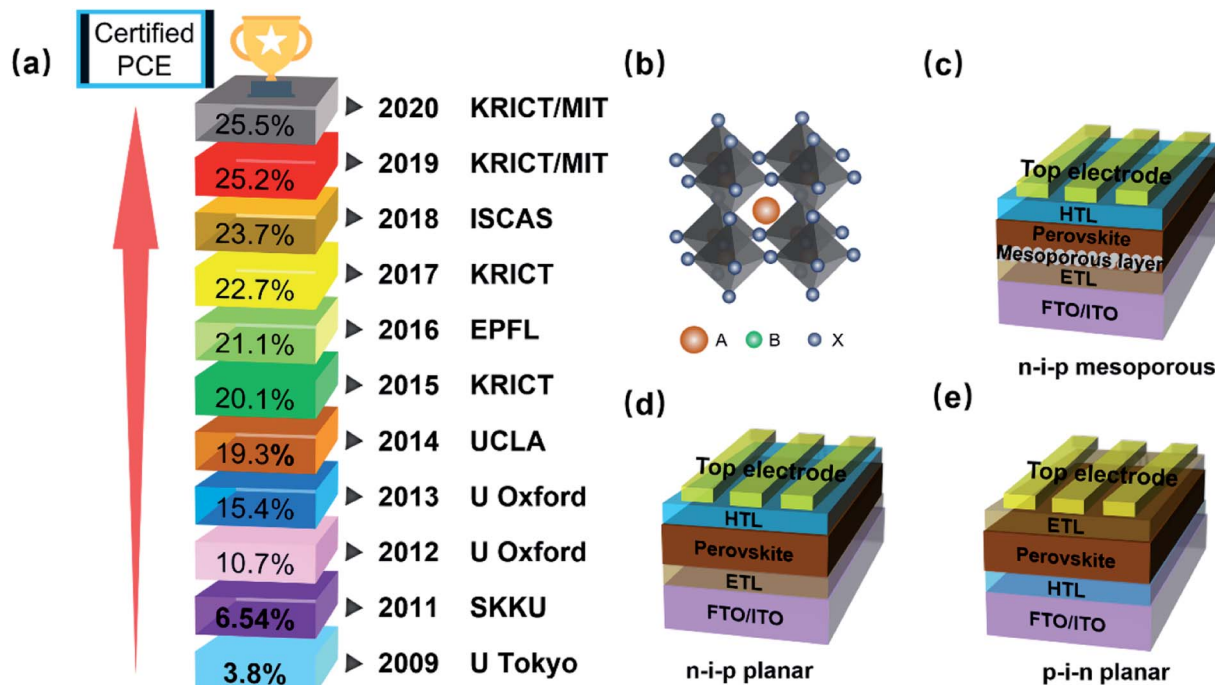 (a)
Certified
PCE
25.5% 2020 KRICT/MIT
25.2% 2019 KRICT/MIT
23.7% 2018 ISCAS
22.7% 2017 KRICT
21.1% 2016 EPFL
20.1% 2015 KRICT
19.3% 2014 UCLA
15.4% 2013 U Oxford
10.7% 2012 U Oxford
6.54% 2011 SKKU
3.8% 2009 U Tokyo
(b)
A B X
(c)
Top electrode
HTL
Perovskite
Mesoporous layer
ETL
FTO/ITO
n-i-p mesoporous
(d)
Top electrode
HTL
Perovskite
ETL
FTO/ITO
n-i-p planar
(e)
Top electrode
ETL
Perovskite
HTL
FTO/ITO
p-i-n planar